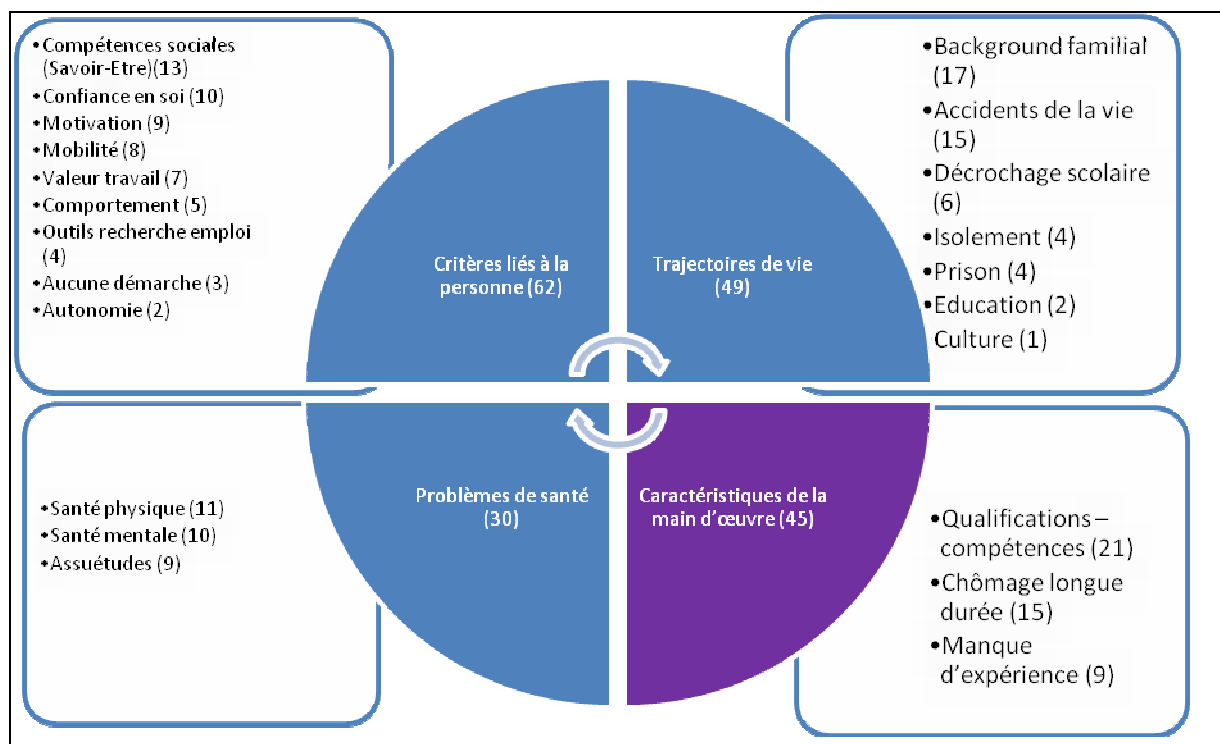 •Compétences sociales
(Savoir-Etre)(13)
•Confiance en soi (10)
•Motivation (9)
•Mobilité (8)
•Valeur travail (7)
•Comportement (5)
•Outils recherche emploi
(4)
•Aucune démarche (3)
•Autonomie (2)
Critères liés à la
personne (62)
Trajectoires de vie
(49)
•Background familial
(17)
•Accidents de la vie
(15)
•Décrochage scolaire
(6)
•Isolement (4)
•Prison (4)
•Education (2)
Culture (1)
•Santé physique (11)
•Santé mentale (10)
•Assuétudes (9)
Problèmes de santé
(30)
Caractéristiques de la
main d’œuvre (45)
•Qualifications –
compétences (21)
•Chômage longue
durée (15)
•Manque
d’expérience (9)